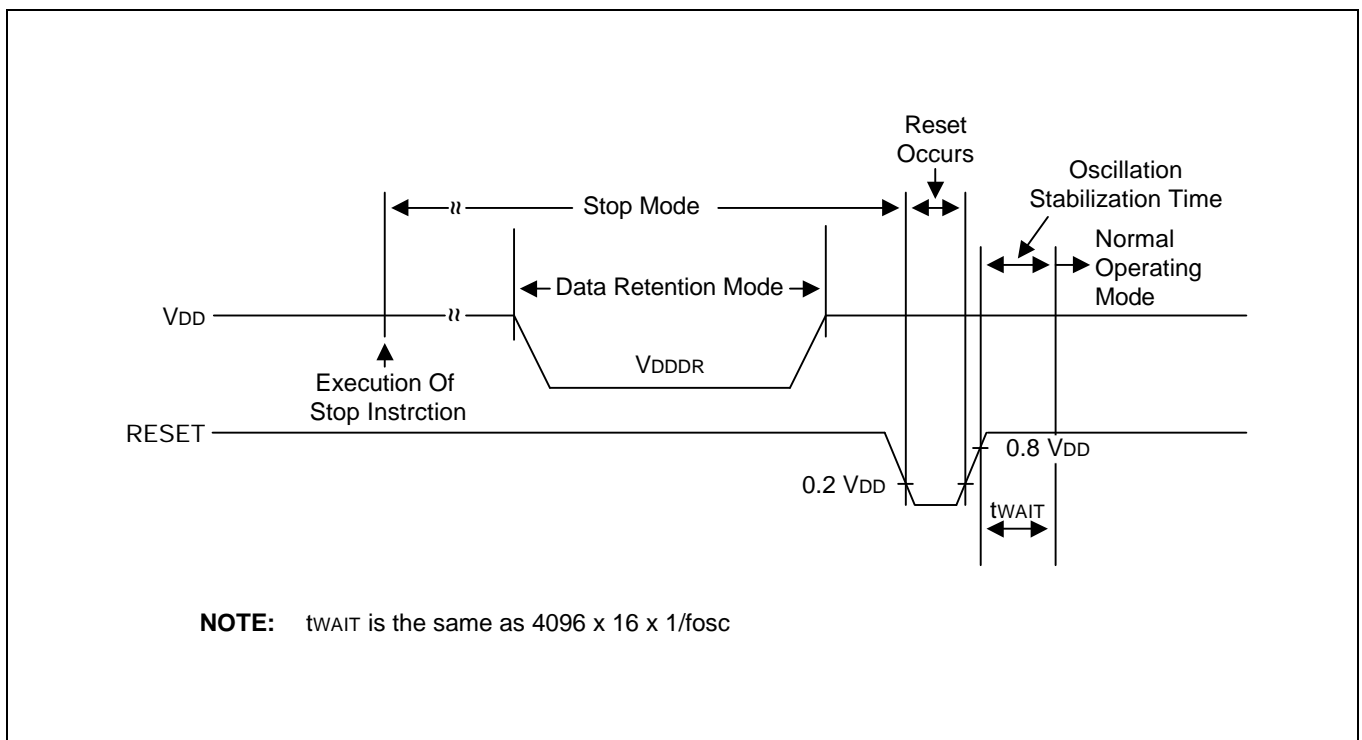 Reset
Occurs
Oscillation
Stabilization Time
Stop Mode
Normal
Operating
Mode
Data Retention Mode
VDD
VDDDR
Execution Of
Stop Instrction
RESET
0.8 VDD
0.2 VDD
tWAIT
NOTE: tWAIT is the same as 4096 x 16 x 1/fosc